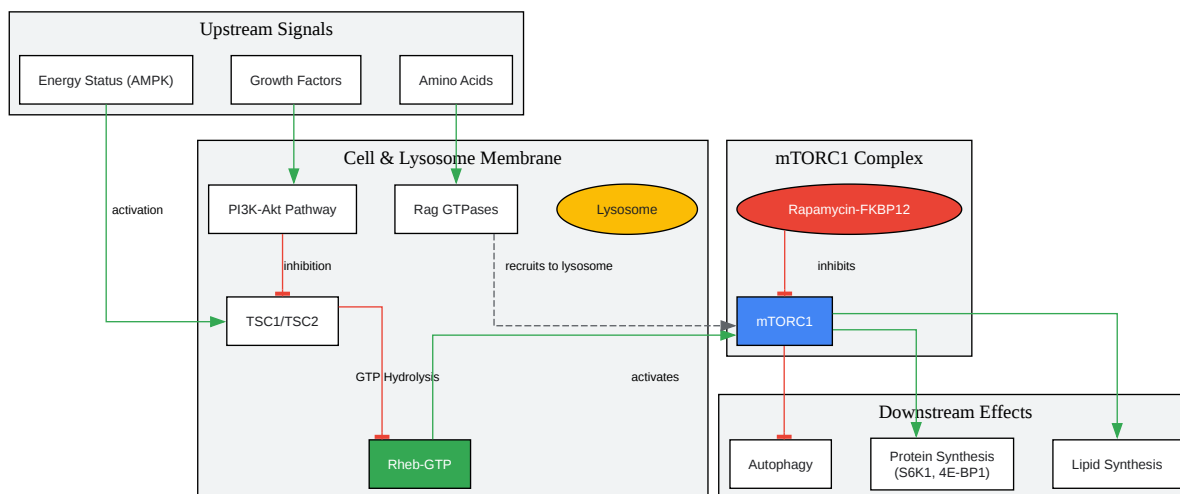 Upstream Signals
Energy Status (AMPK)
Growth Factors
Amino Acids
Cell & Lysosome Membrane
mTORC1 Complex
activation
PI3K-Akt Pathway
Rag GTPases
Lysosome
Rapamycin-FKBP12
inhibition
recruits to lysosome
inhibits
TSC1/TSC2
mTORC1
GTP Hydrolysis
activates
Downstream Effects
Rheb-GTP
Autophagy
Protein Synthesis
(S6K1, 4E-BP1)
Lipid Synthesis